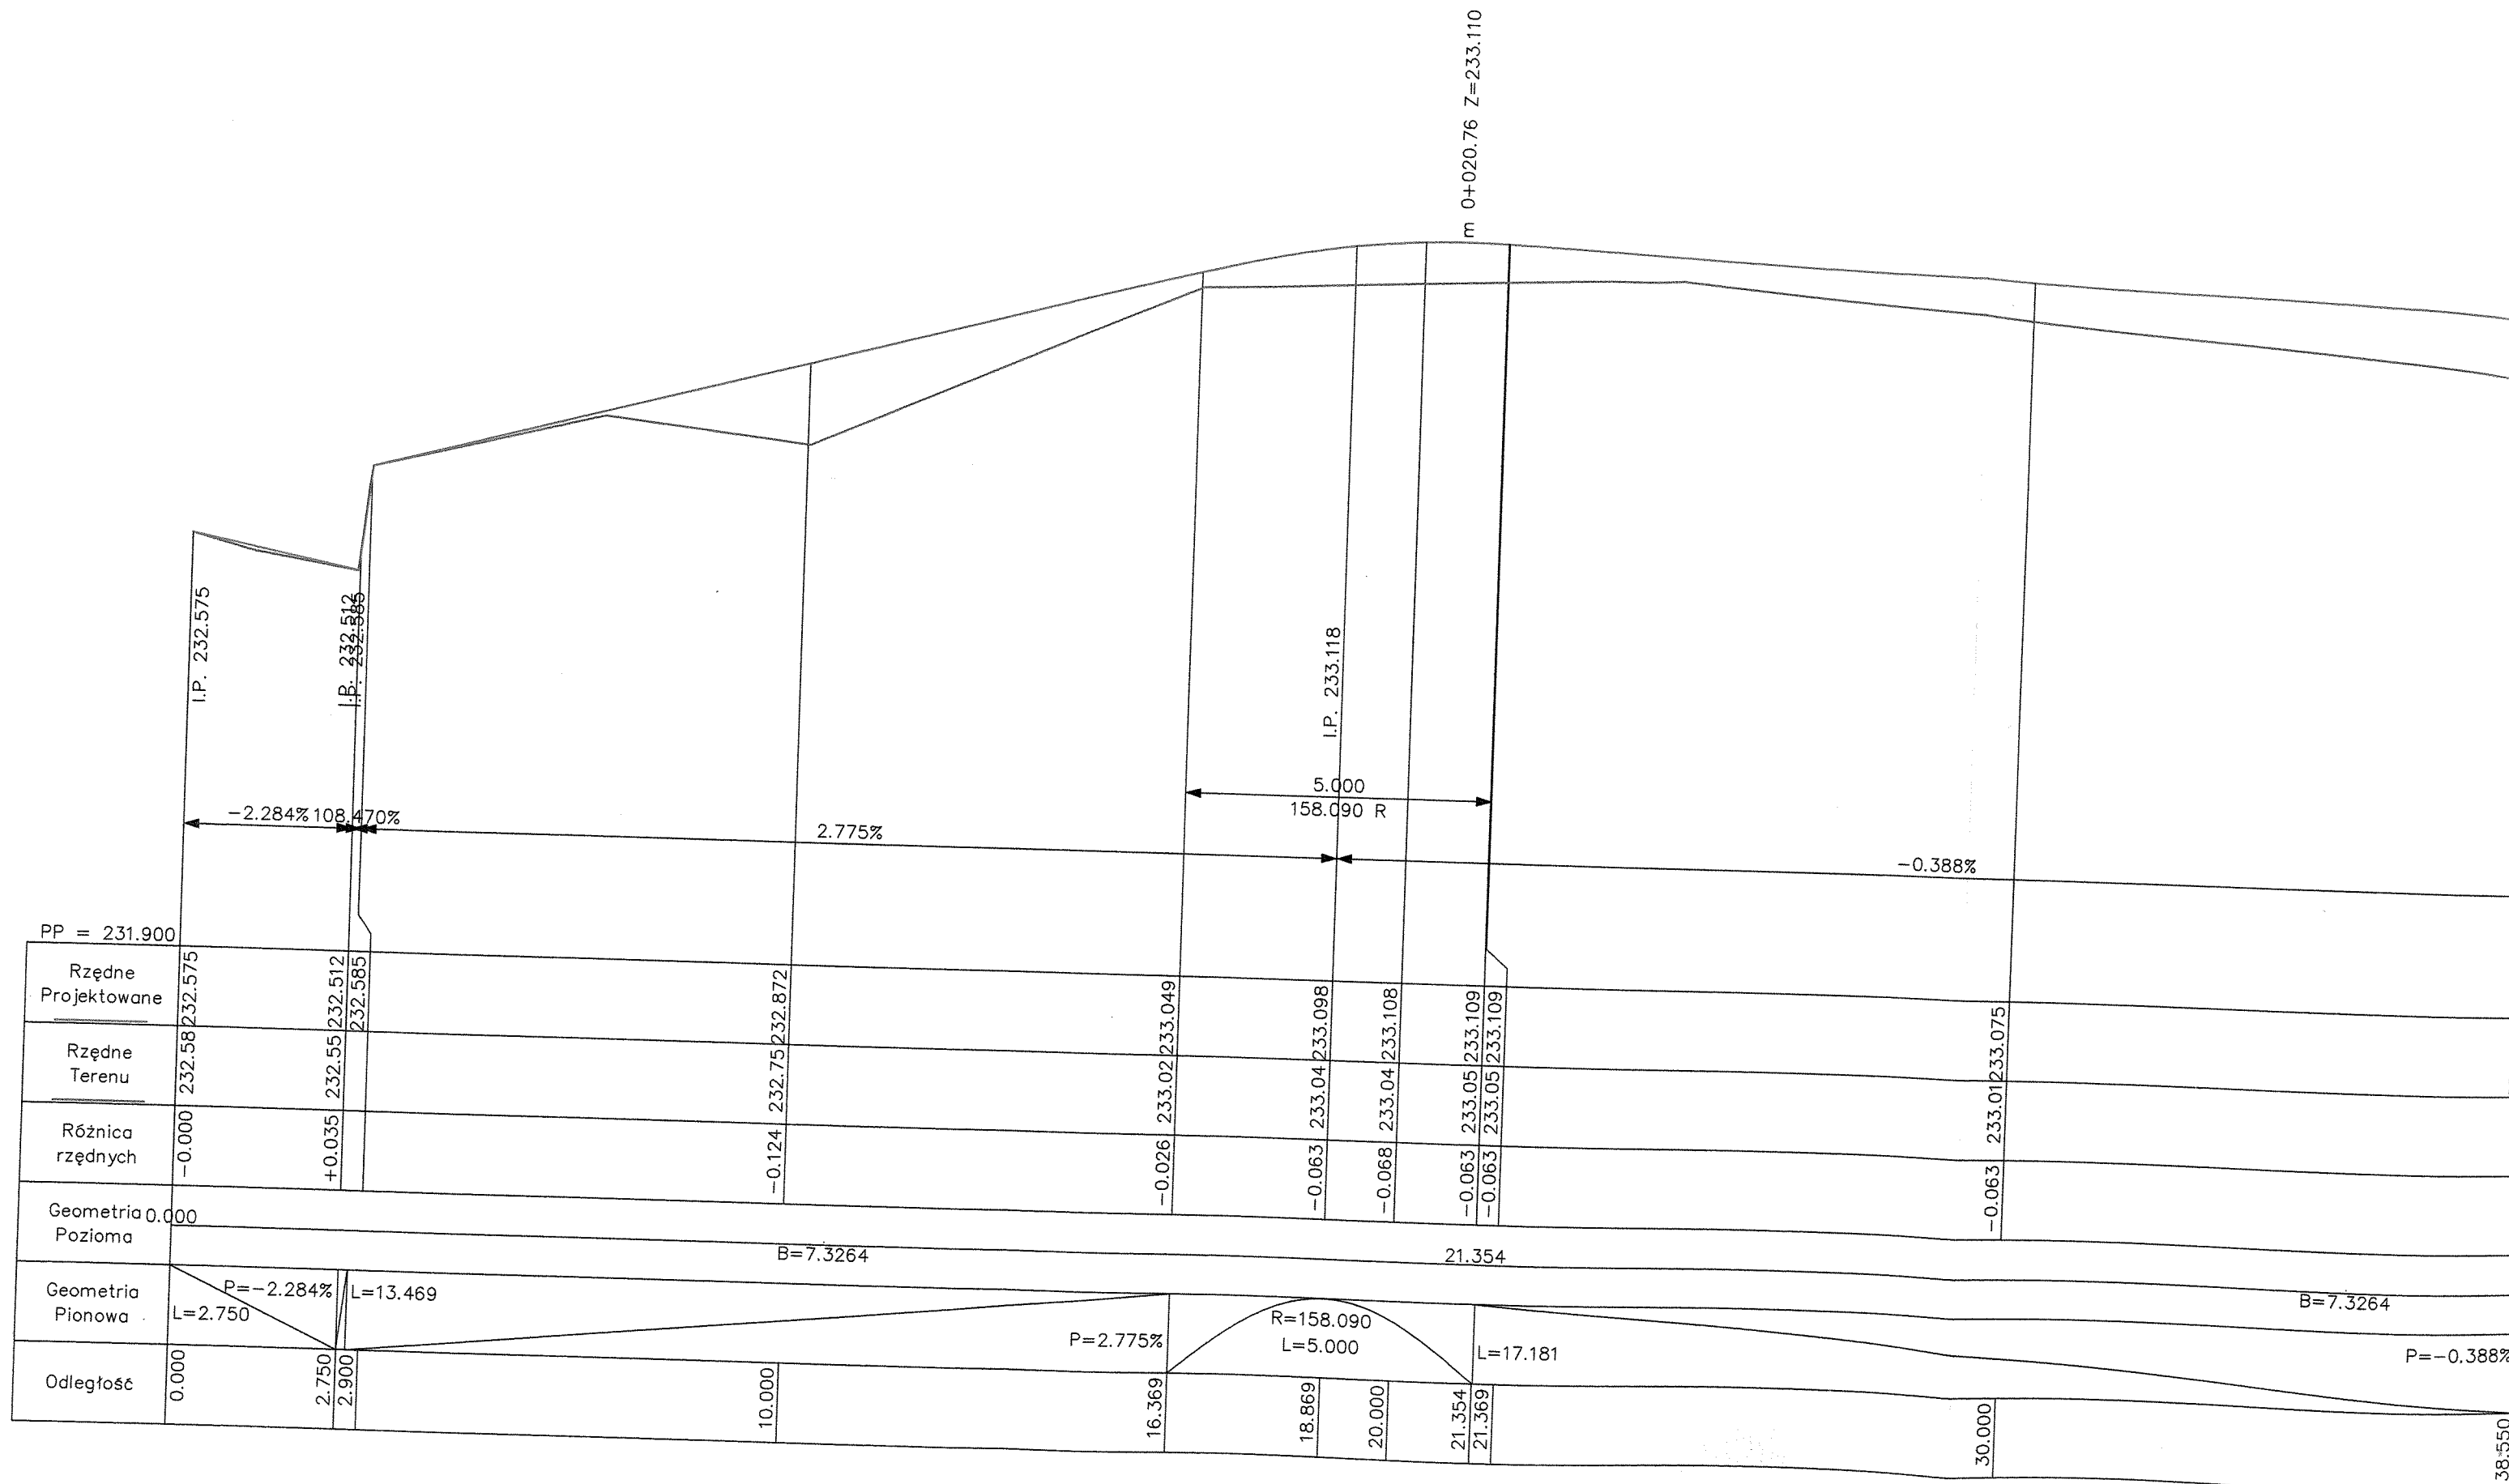 m 0+020.76 Z=233.110
I.P. 232.575
I.P. 232.512
I.P. 232.585
I.P. 233.118
5.000
158.090 R
-2.284%
108.470%
2.775%
-0.388%
PP = 231.900
Rzędne
Projektowane
232.575
232.512
232.585
232.872
233.049
233.098
233.108
233.109
233.109
233.075
Rzędne
Terenu
232.58
232.55
232.75
233.02
233.04
233.04
233.05
233.05
233.01
Różnica
rzędnych
-0.000
+0.035
-0.124
-0.026
-0.063
-0.068
-0.063
-0.063
-0.063
Geometria
Pozioma
0.000
B=7.3264
21.354
B=7.3264
Geometria
Pionowa
P=-2.284%
L=2.750
L=13.469
P=2.775%
R=158.090
L=5.000
L=17.181
P=-0.388%
Odległość
0.000
2.750
2.900
10.000
16.369
18.869
20.000
21.354
21.369
30.000
38.550